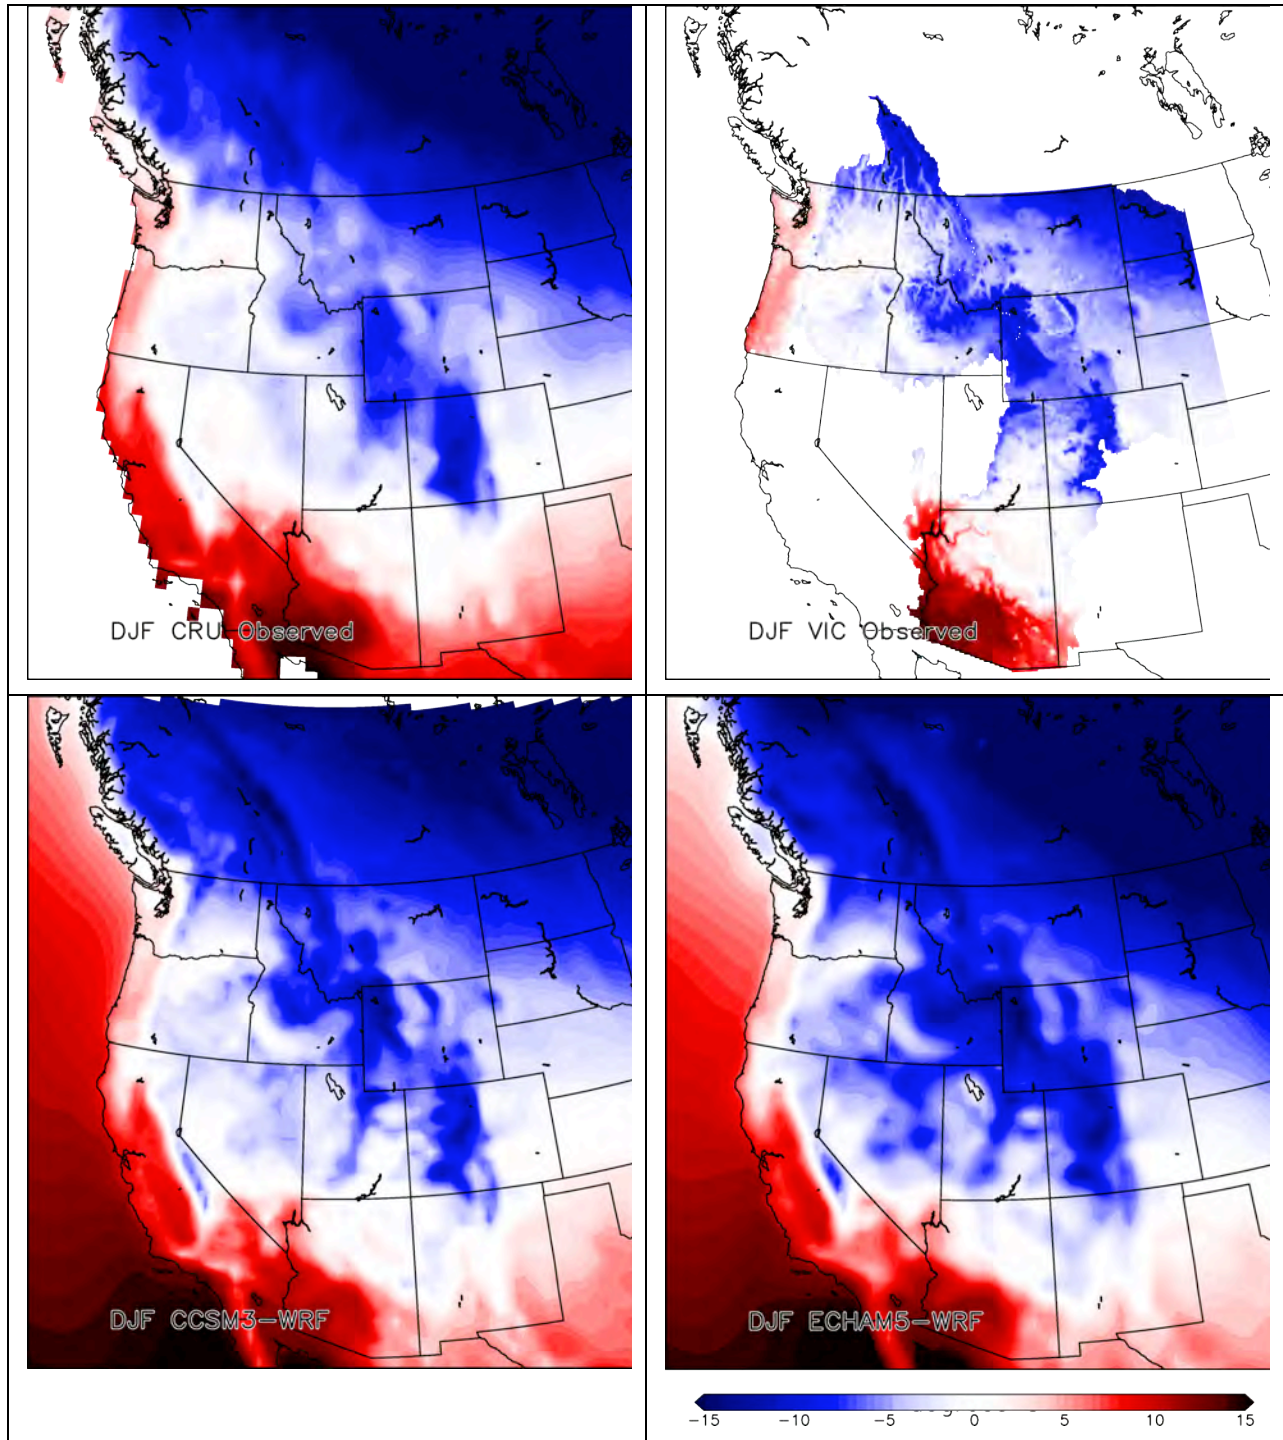 DJF CRU Observed
DJF VIC Observed
DJF CCSM3-WRF
DJF ECHAM5-WRF
-15 -10 -5 0 5 10 15